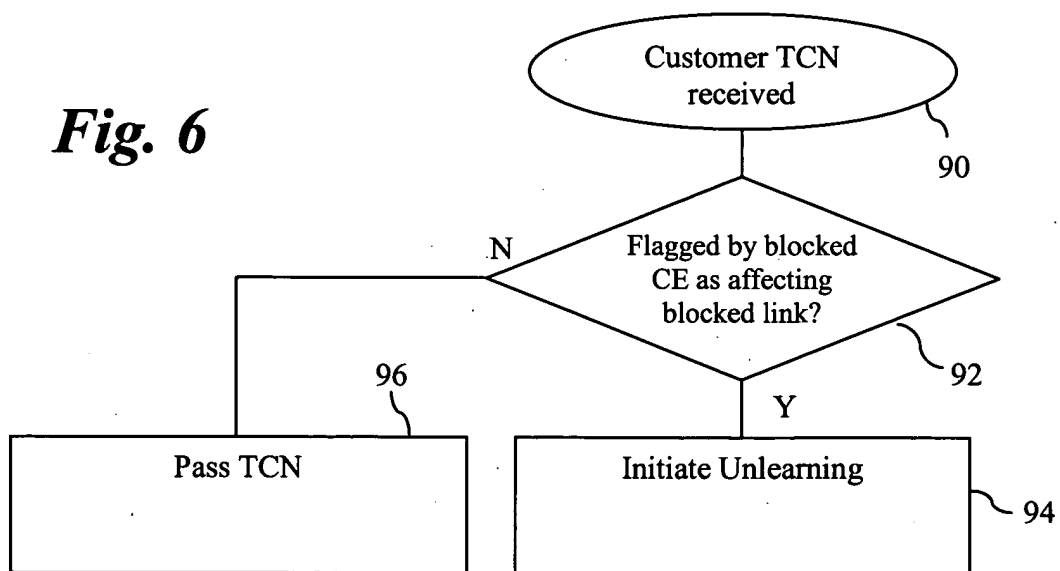 Fig. 6
Customer TCN
received
90
N
Flagged by blocked
CE as affecting
blocked link?
92
96
Y
Pass TCN
Initiate Unlearning
94